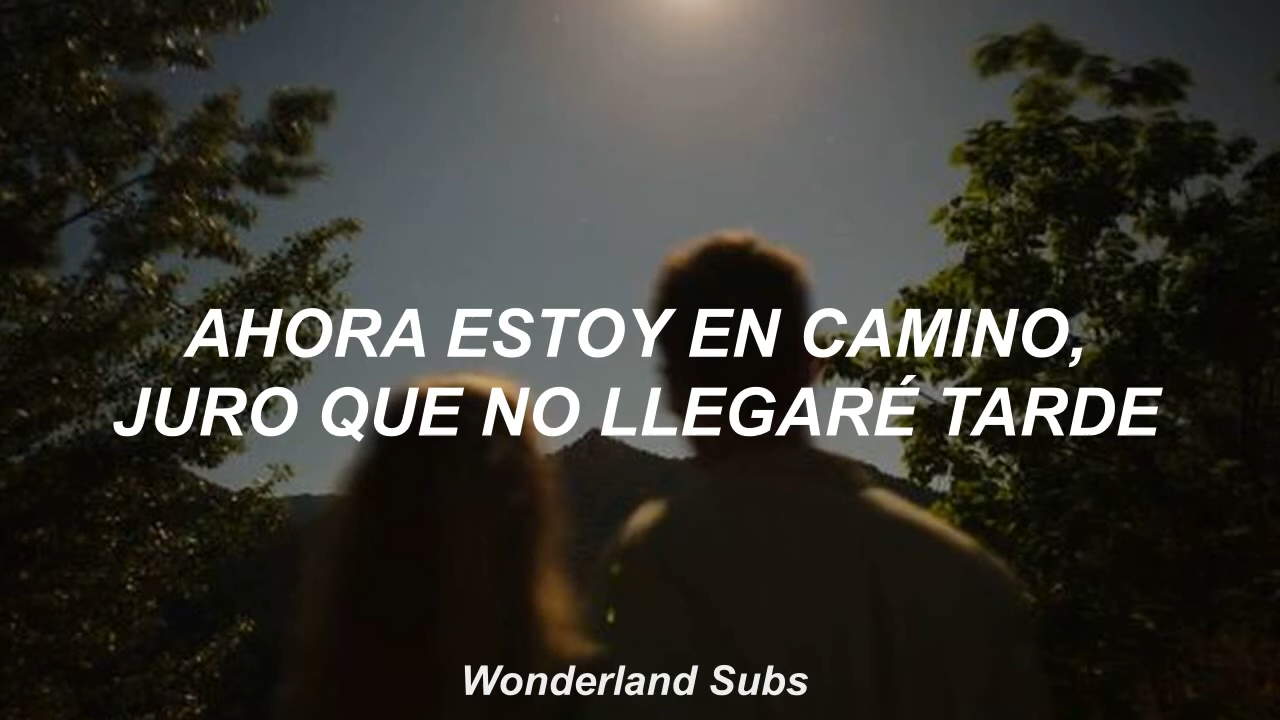 AHORA ESTOY EN CAMINO,
JURO QUE NO LLEGARÉ TARDE
Wonderland Subs